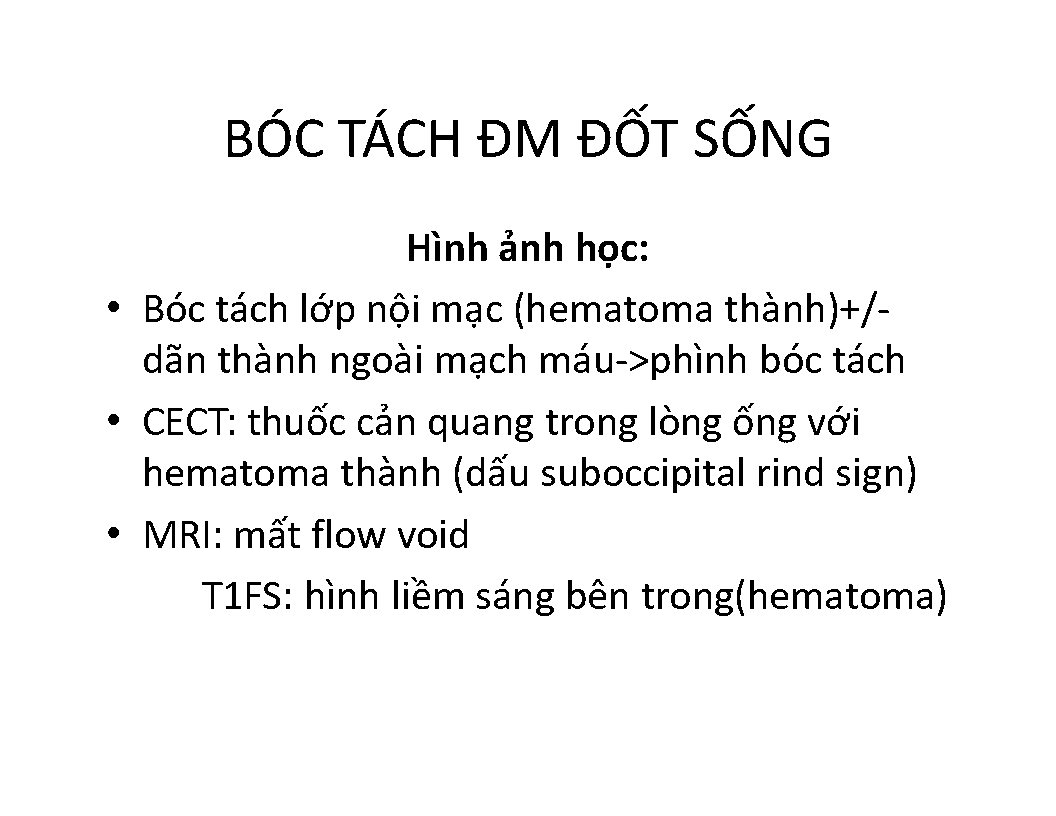 BÓC TÁCH ĐM ĐỐT SỐNG
Hình ảnh học:
• Bóc tách lớp nội mạc (hematoma thành)+/-
dãn thành ngoài mạch máu->phình bóc tách
• CECT: thuốc cản quang trong lòng ống với
hematoma thành (dấu suboccipital rind sign)
• MRI: mất flow void
T1FS: hình liềm sáng bên trong(hematoma)